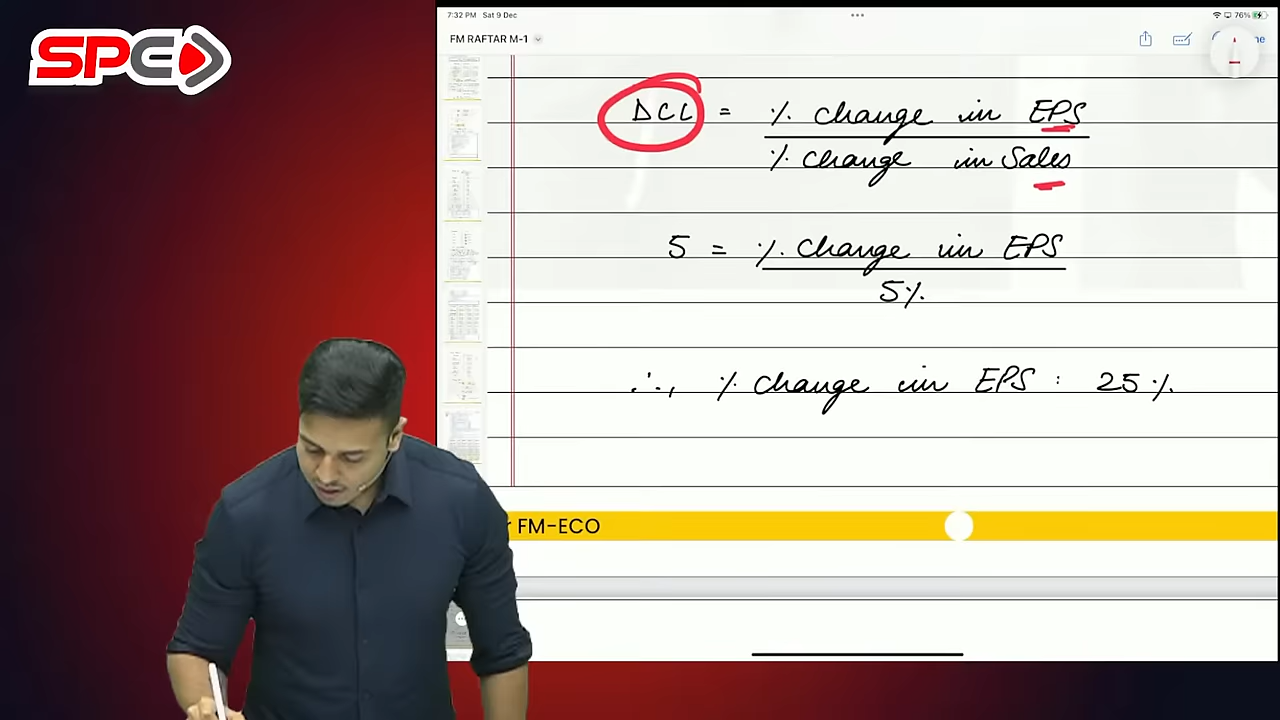 SPC
7:32 PM Sat 9 Dec
76%
FM RAFTAR M-1
DCL = % change in EPS
% change in Sales
5 = % change in EPS
5%
∴, % change in EPS : 25%
FM-ECO